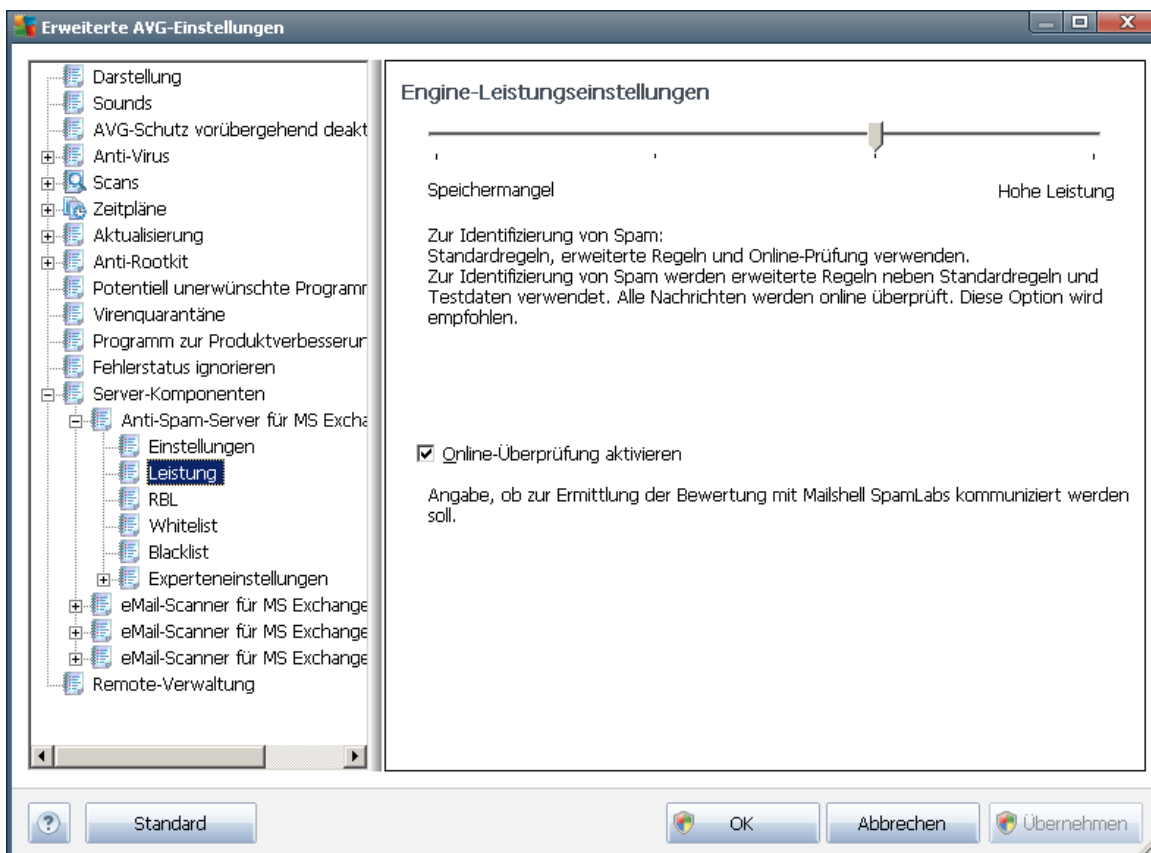 Erweiterte AVG-Einstellungen
Darstellung
Sounds
AVG-Schutz vorübergehend deakt
Anti-Virus
Scans
Zeitpläne
Aktualisierung
Anti-Rootkit
Potentiell unerwünschte Programm
Virenquarantäne
Programm zur Produktverbesserun
Fehlerstatus ignorieren
Server-Komponenten
Anti-Spam-Server für MS Excha
Einstellungen
Leistung
RBL
Whitelist
Blacklist
Experteneinstellungen
eMail-Scanner für MS Exchange
eMail-Scanner für MS Exchange
eMail-Scanner für MS Exchange
Remote-Verwaltung
Engine-Leistungseinstellungen
Speichermangel
Hohe Leistung
Zur Identifizierung von Spam:
Standardregeln, erweiterte Regeln und Online-Prüfung verwenden.
Zur Identifizierung von Spam werden erweiterte Regeln neben Standardregeln und
Testdaten verwendet. Alle Nachrichten werden online überprüft. Diese Option wird
empfohlen.
Online-Überprüfung aktivieren
Angabe, ob zur Ermittlung der Bewertung mit Mailshell SpamLabs kommuniziert werden
soll.
?
Standard
OK
Abbrechen
Übernehmen